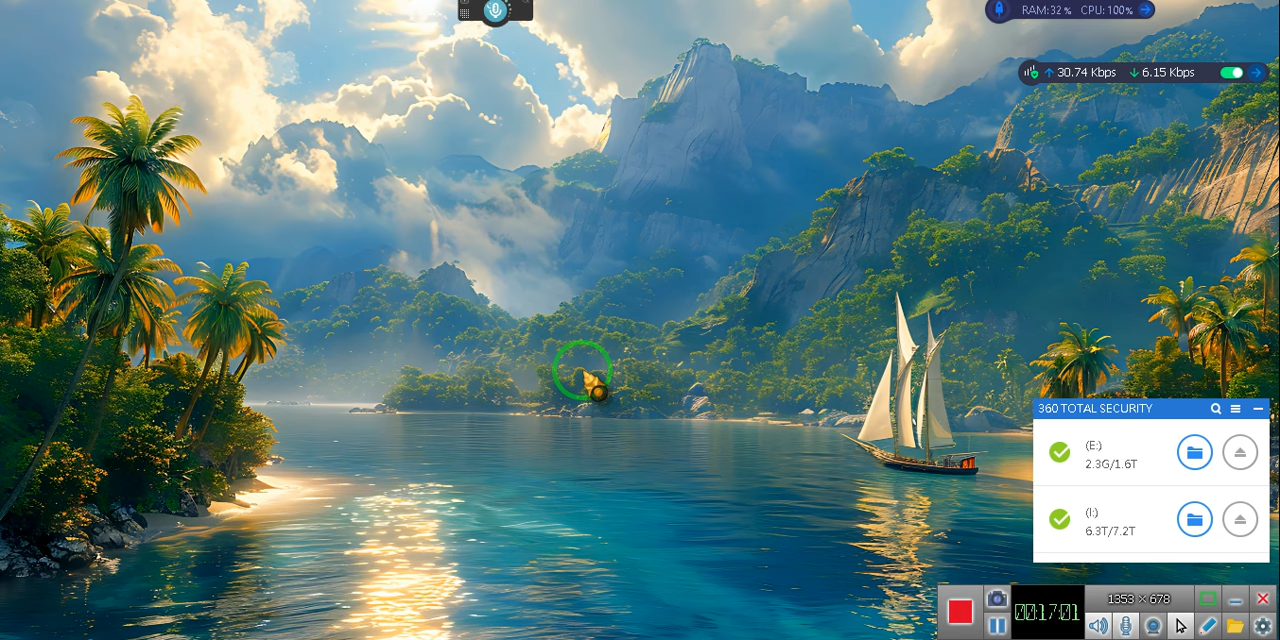 RAM:32 % CPU: 100%
30.74 Kbps 6.15 Kbps
360 TOTAL SECURITY
(E:)
2.3G/1.6T
(I:)
6.3T/7.2T
00:17:01
1353 × 678